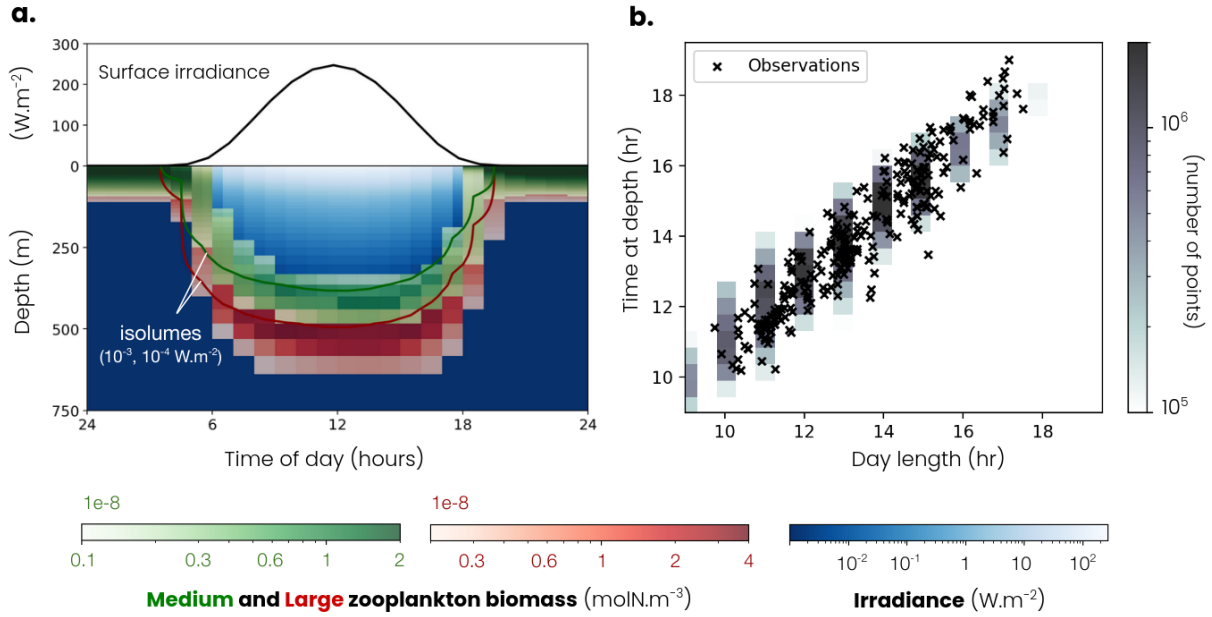 a.
b.
300
200
100
0
(W.m⁻²)
Surface irradiance
250
500
750
Depth (m)
isolumes
(10⁻³, 10⁻⁴ W.m⁻²)
24
6
12
18
24
Time of day (hours)
Observations
18
16
14
12
10
Time at depth (hr)
10
12
14
16
18
Day length (hr)
10⁶
10⁵
(number of points)
1e-8
0.1
0.3
0.6
1
2
1e-8
0.3
0.6
1
2
4
Medium and Large zooplankton biomass (molN.m⁻³)
10⁻²
10⁻¹
1
10
10²
Irradiance (W.m⁻²)